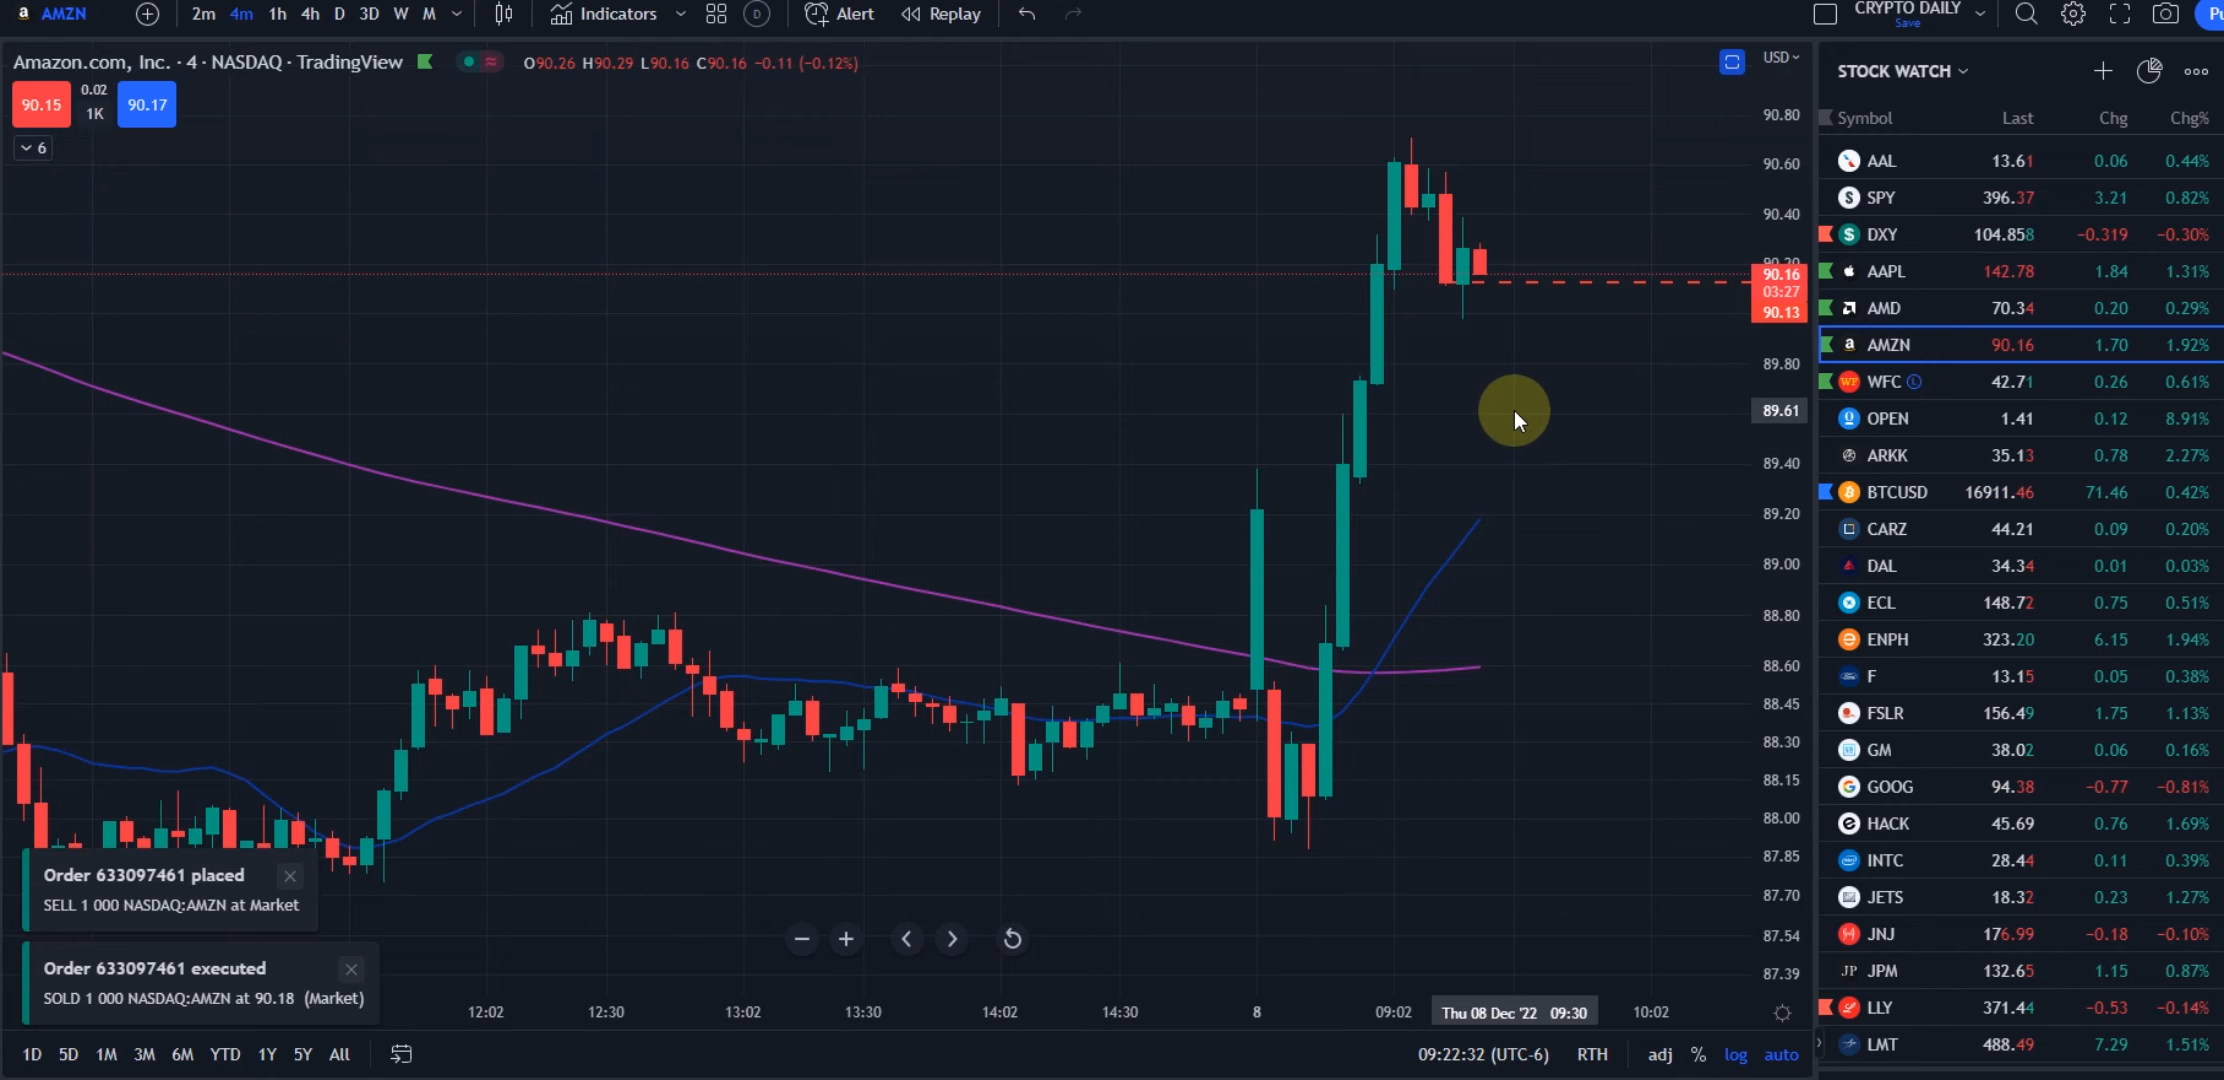 AMZN 2m 4m 1h 4h D 3D W M Indicators D Alert Replay CRYPTO DAILY
Save
Amazon.com, Inc. · 4 · NASDAQ · TradingView O90.26 H90.29 L90.16 C90.16 −0.11 (−0.12%)
90.15 0.02 1K 90.17
6
USD
90.80
90.60
90.40
90.20
90.16
03:27
90.13
89.80
89.61
89.40
89.20
89.00
88.80
88.60
88.45
88.30
88.15
88.00
87.85
87.70
87.54
87.39
Order 633097461 placed
SELL 1 000 NASDAQ:AMZN at Market
Order 633097461 executed
SOLD 1 000 NASDAQ:AMZN at 90.18 (Market)
12:02 12:30 13:02 13:30 14:02 14:30 8 09:02 Thu 08 Dec '22 09:30 10:02
1D 5D 1M 3M 6M YTD 1Y 5Y All 09:22:32 (UTC-6) RTH adj % log auto
STOCK WATCH
Symbol Last Chg Chg%
AAL 13.61 0.06 0.44%
SPY 396.37 3.21 0.82%
DXY 104.858 −0.319 −0.30%
AAPL 142.78 1.84 1.31%
AMD 70.34 0.20 0.29%
AMZN 90.16 1.70 1.92%
WFC 42.71 0.26 0.61%
OPEN 1.41 0.12 8.91%
ARKK 35.13 0.78 2.27%
BTCUSD 16911.46 71.46 0.42%
CARZ 44.21 0.09 0.20%
DAL 34.34 0.01 0.03%
ECL 148.72 0.75 0.51%
ENPH 323.20 6.15 1.94%
F 13.15 0.05 0.38%
FSLR 156.49 1.75 1.13%
GM 38.02 0.06 0.16%
GOOG 94.38 −0.77 −0.81%
HACK 45.69 0.76 1.69%
INTC 28.44 0.11 0.39%
JETS 18.32 0.23 1.27%
JNJ 176.99 −0.18 −0.10%
JPM 132.65 1.15 0.87%
LLY 371.44 −0.53 −0.14%
LMT 488.49 7.29 1.51%